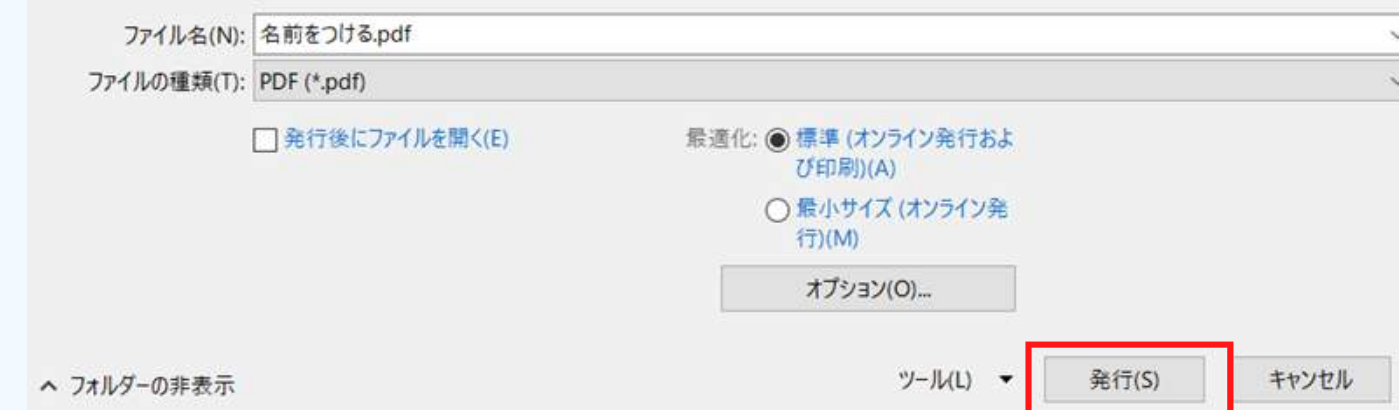 ファイル名(N): 名前をつける.pdf
ファイルの種類(T): PDF (*.pdf)
発行後にファイルを開く(E)
最適化: 標準 (オンライン発行およ
び印刷)(A)
最小サイズ (オンライン発
行)(M)
オプション(O)...
フォルダーの非表示
ツール(L)
発行(S)
キャンセル